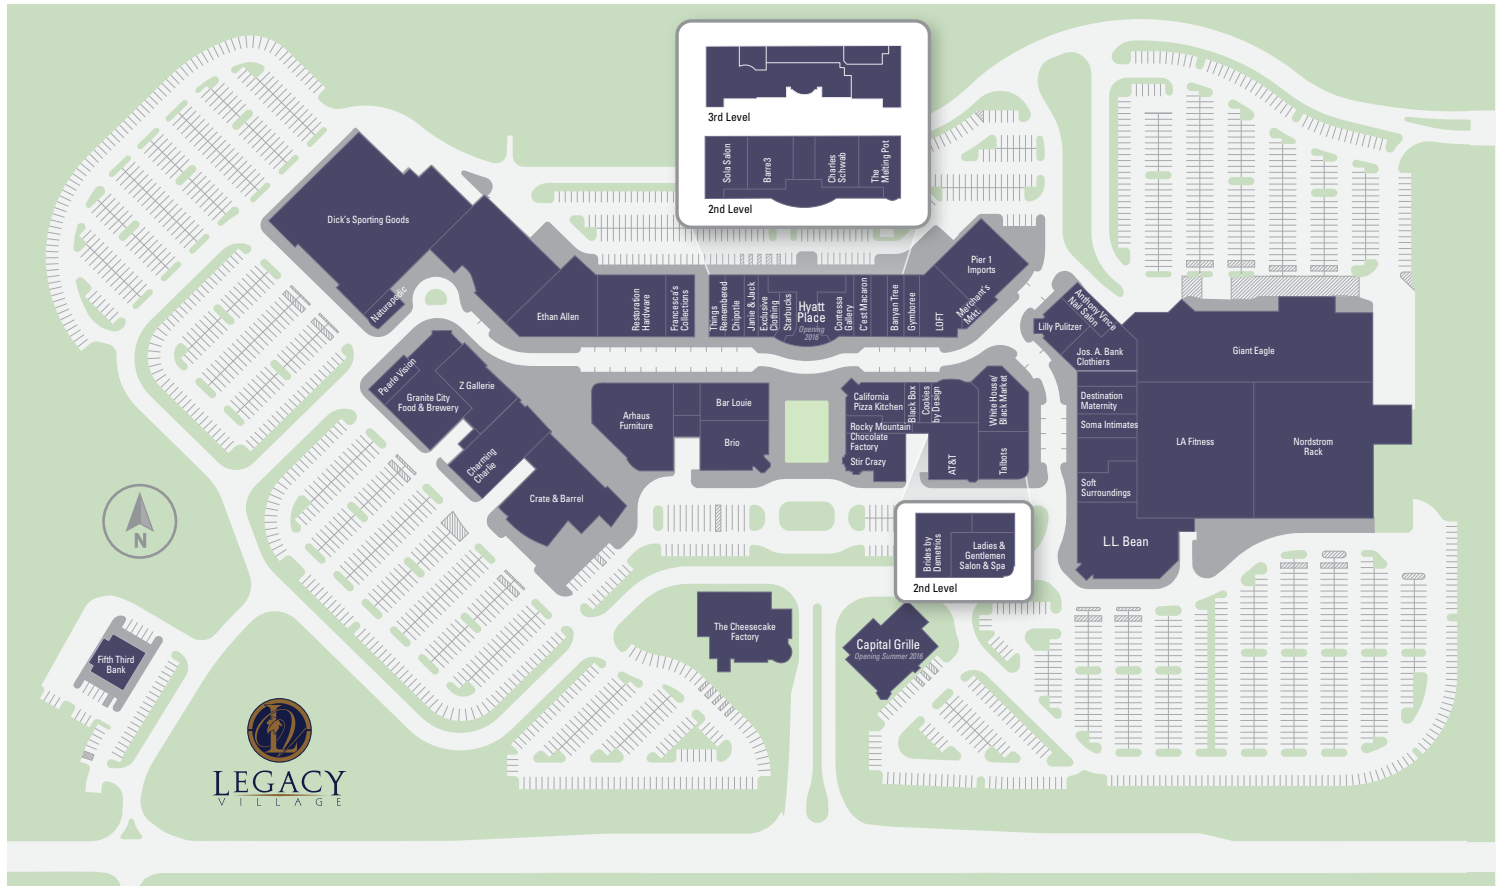 3rd Level
Sola Salon
Barre3
Charles
Schwab
The
Melting Pot
2nd Level
Dick's Sporting Goods
Naturapedic
Ethan Allen
Restoration
Hardware
Francesca's
Collections
Things
Remembered
Chipotle
Janie & Jack
Exclusive
Clothing
Starbucks
Hyatt
Place
Opening
2016
Contessa
Gallery
C'est Macaron
Banyan Tree
Gymboree
LOFT
Merchant's
Mrkt.
Pier 1
Imports
Anthony Vince
Nail Salon
Lilly Pulitzer
Jos. A. Bank
Clothiers
Giant Eagle
Destination
Maternity
Soma Intimates
LA Fitness
Nordstrom
Rack
Soft
Surroundings
L.L. Bean
Pearle Vision
Z Gallerie
Granite City
Food & Brewery
Charming
Charlie
Crate & Barrel
Arhaus
Furniture
Bar Louie
Brio
California
Pizza Kitchen
Black Box
Cookies
by Design
White House/
Black Market
Rocky Mountain
Chocolate
Factory
Stir Crazy
AT&T
Talbots
Brides by
Demetrios
Ladies &
Gentlemen
Salon & Spa
2nd Level
N
The Cheesecake
Factory
Capital Grille
Opening Summer 2016
Fifth Third
Bank
LEGACY
VILLAGE